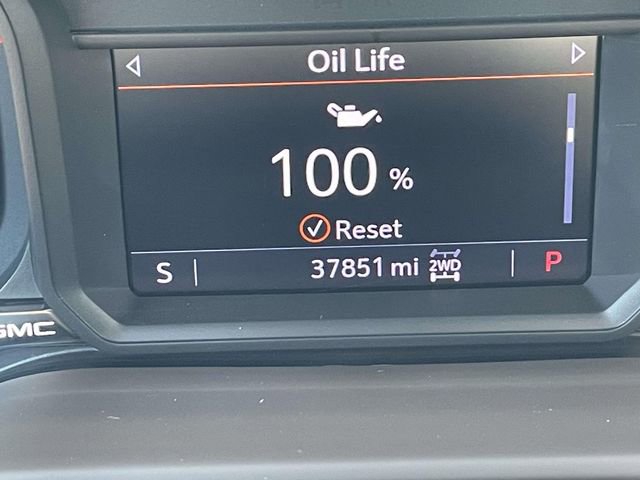 Oil Life
100 %
Reset
S 37851 mi 2WD P
GMC